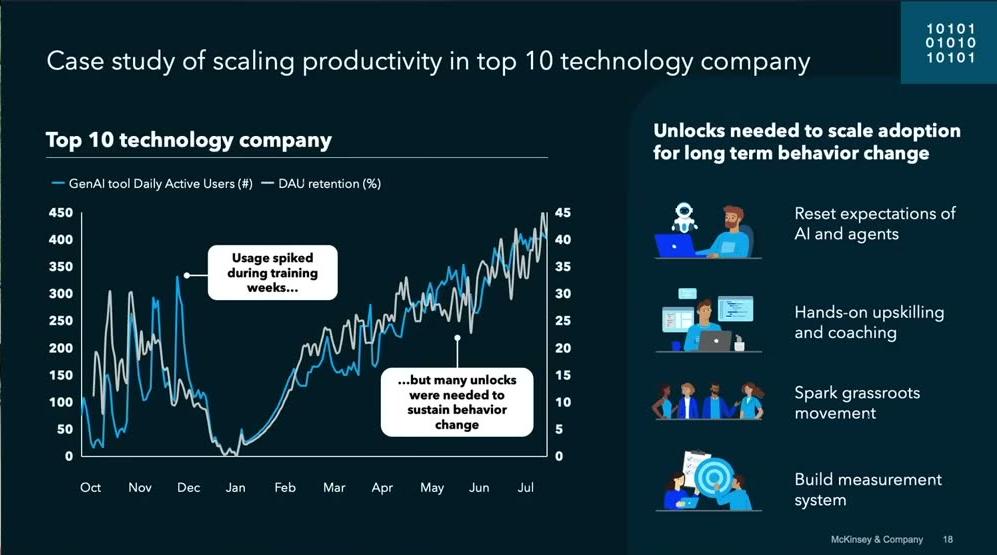 10101
01010
10101
Case study of scaling productivity in top 10 technology company
Top 10 technology company
GenAI tool Daily Active Users (#)
DAU retention (%)
450
400
350
300
250
200
150
100
50
0
45
40
35
30
25
20
15
10
5
0
Usage spiked
during training
weeks...
...but many unlocks
were needed to
sustain behavior
change
Oct Nov Dec Jan Feb Mar Apr May Jun Jul
Unlocks needed to scale adoption
for long term behavior change
Reset expectations of
AI and agents
Hands-on upskilling
and coaching
Spark grassroots
movement
Build measurement
system
McKinsey & Company 18